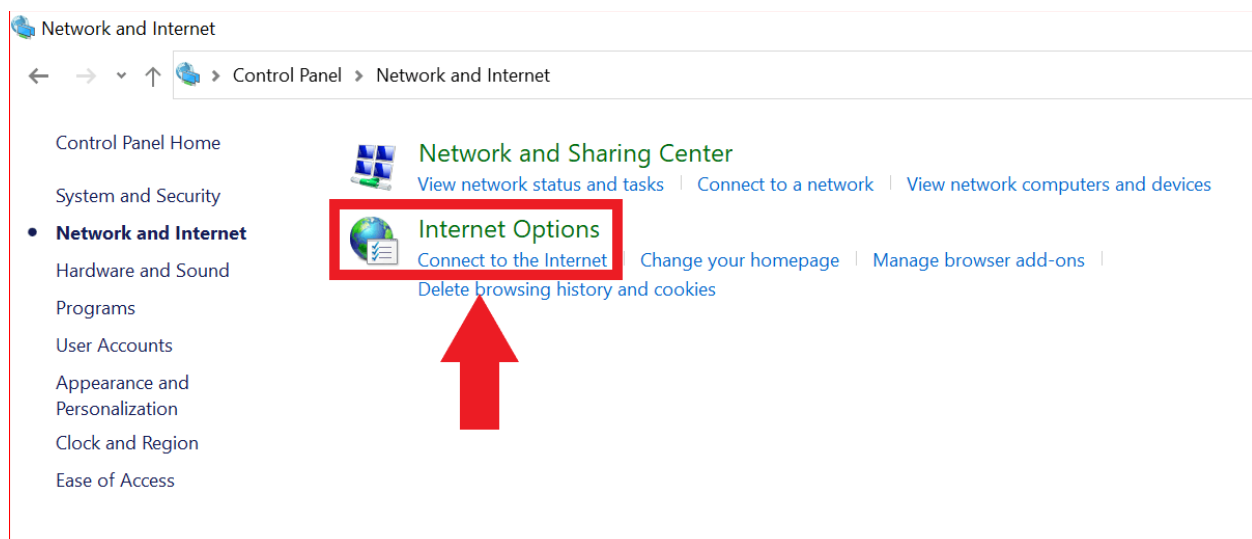 Network and Internet
Control Panel > Network and Internet
Control Panel Home
System and Security
• Network and Internet
Hardware and Sound
Programs
User Accounts
Appearance and
Personalization
Clock and Region
Ease of Access
Network and Sharing Center
View network status and tasks | Connect to a network | View network computers and devices
Internet Options
Connect to the Internet | Change your homepage | Manage browser add-ons |
Delete browsing history and cookies